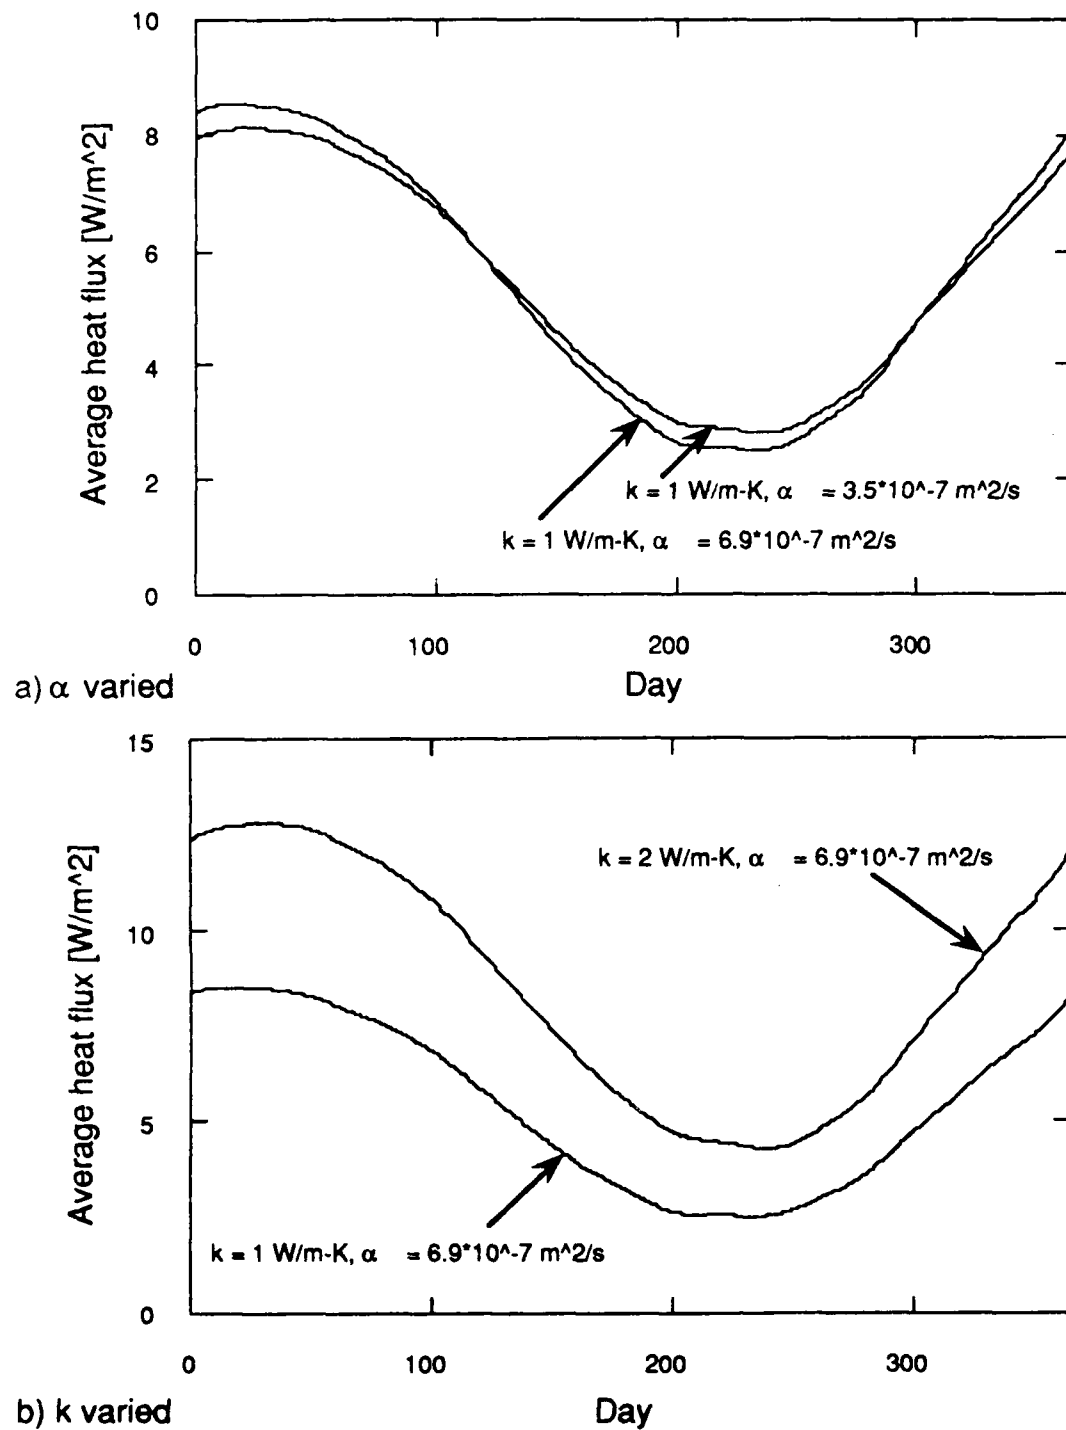 10
8
6
4
2
0
Average heat flux [W/m^2]
k = 1 W/m-K, α = 3.5*10^-7 m^2/s
k = 1 W/m-K, α = 6.9*10^-7 m^2/s
0 100 200 300
a) α varied Day
15
10
5
0
Average heat flux [W/m^2]
k = 2 W/m-K, α = 6.9*10^-7 m^2/s
k = 1 W/m-K, α = 6.9*10^-7 m^2/s
0 100 200 300
b) k varied Day